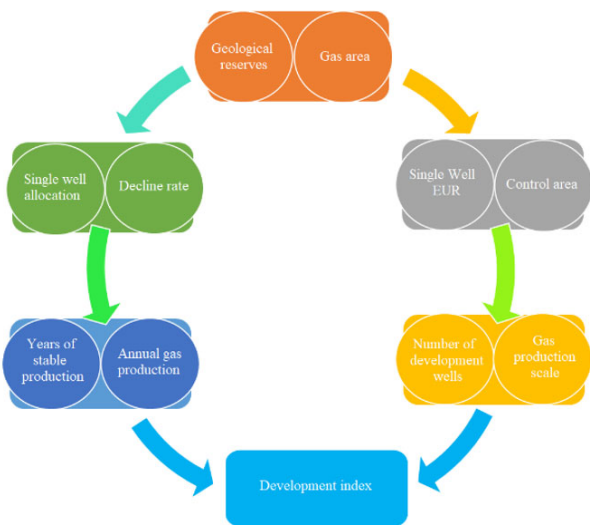 Geological
reserves
Gas area
Single well
allocation
Decline rate
Single Well
EUR
Control area
Years of
stable
production
Annual gas
production
Number of
development
wells
Gas
production
scale
Development index